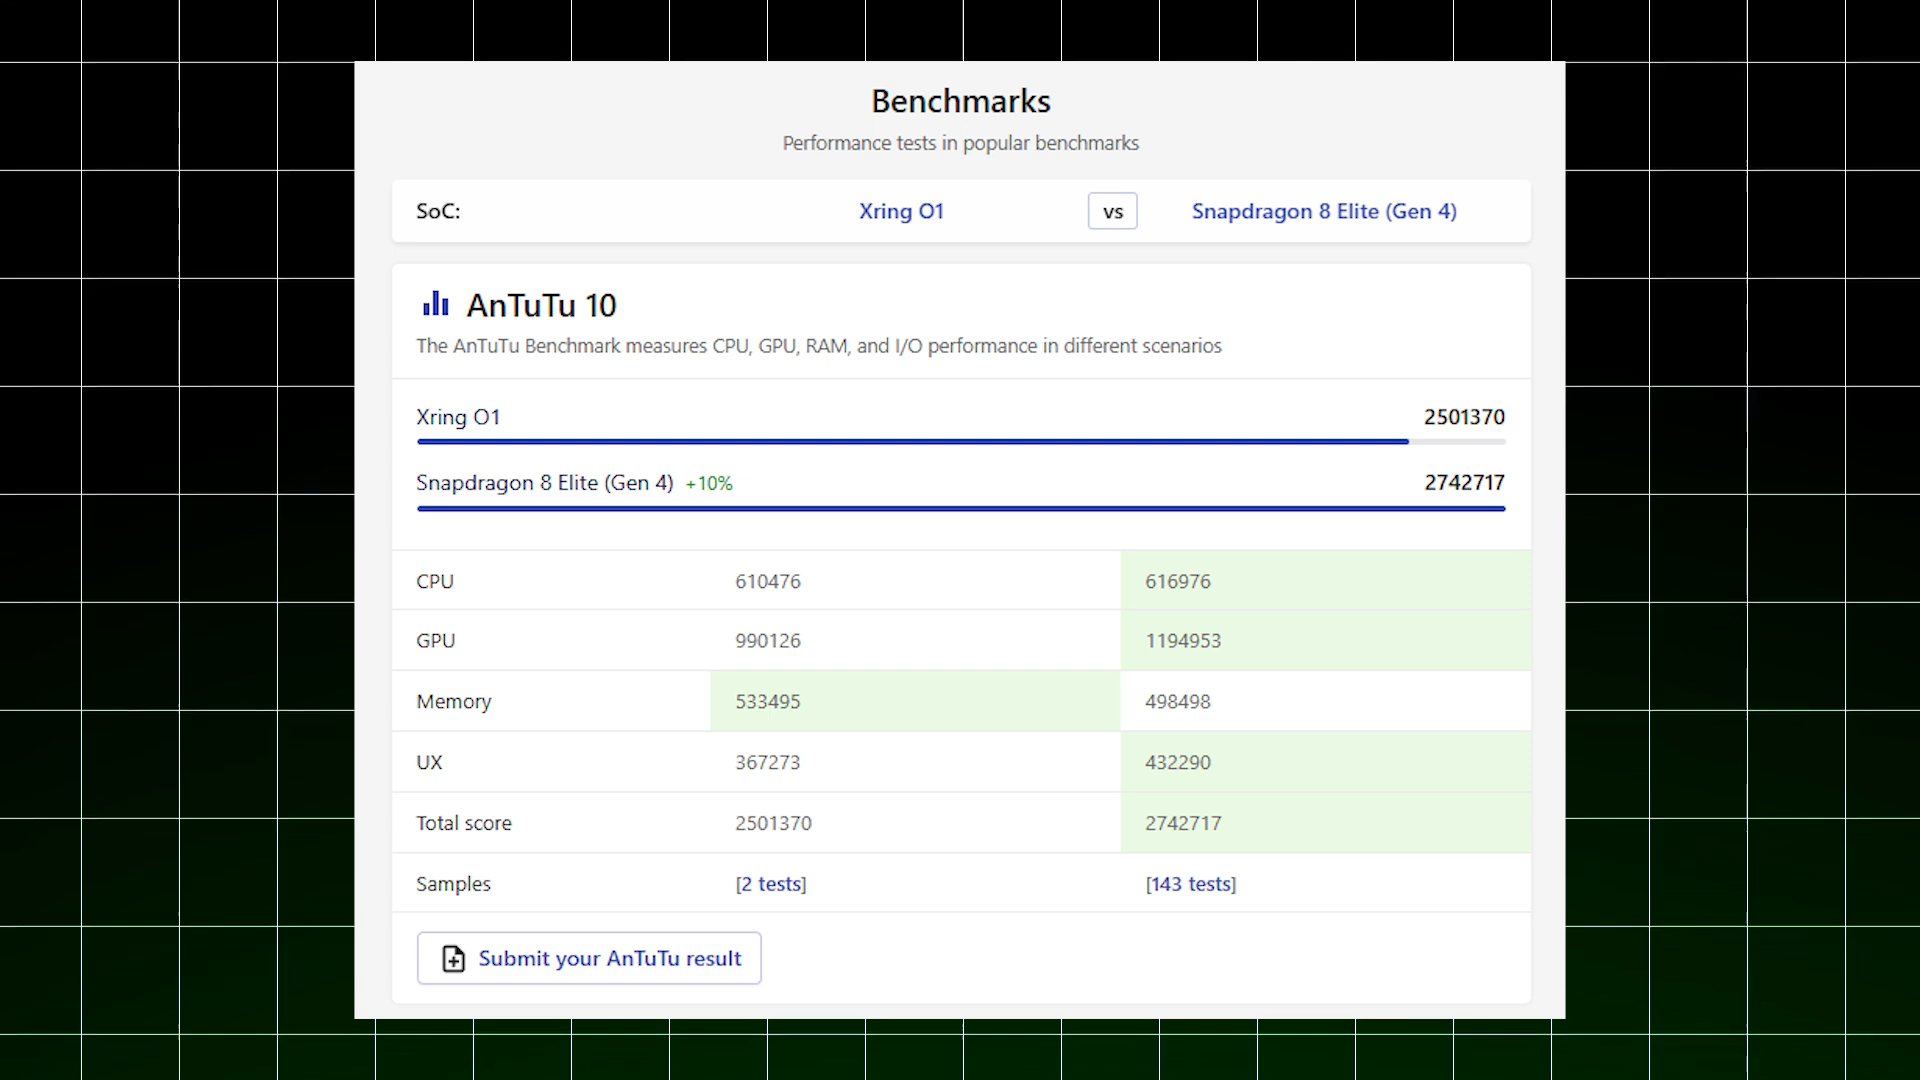 Benchmarks
Performance tests in popular benchmarks
SoC: Xring O1 vs Snapdragon 8 Elite (Gen 4)
AnTuTu 10
The AnTuTu Benchmark measures CPU, GPU, RAM, and I/O performance in different scenarios
Xring O1 2501370
Snapdragon 8 Elite (Gen 4) +10% 2742717
CPU 610476 616976
GPU 990126 1194953
Memory 533495 498498
UX 367273 432290
Total score 2501370 2742717
Samples [2 tests] [143 tests]
Submit your AnTuTu result